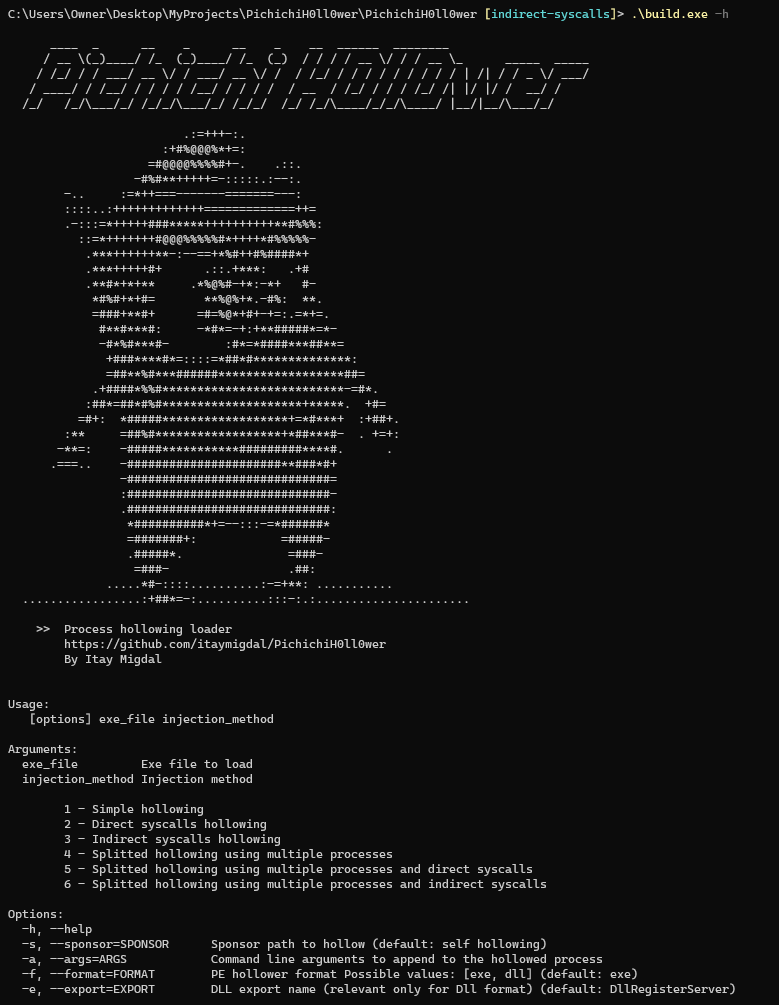 C:\Users\Owner\Desktop\MyProjects\PichichiH0ll0wer\PichichiH0ll0wer [indirect-syscalls]> .\build.exe -h
PichichiH0ll0wer
>>  Process hollowing loader
https://github.com/itaymigdal/PichichiH0ll0wer
By Itay Migdal
Usage:
[options] exe_file injection_method
Arguments:
exe_file         Exe file to load
injection_method Injection method
1 - Simple hollowing
2 - Direct syscalls hollowing
3 - Indirect syscalls hollowing
4 - Splitted hollowing using multiple processes
5 - Splitted hollowing using multiple processes and direct syscalls
6 - Splitted hollowing using multiple processes and indirect syscalls
Options:
-h, --help
-s, --sponsor=SPONSOR      Sponsor path to hollow (default: self hollowing)
-a, --args=ARGS            Command line arguments to append to the hollowed process
-f, --format=FORMAT        PE hollower format Possible values: [exe, dll] (default: exe)
-e, --export=EXPORT        DLL export name (relevant only for Dll format) (default: DllRegisterServer)